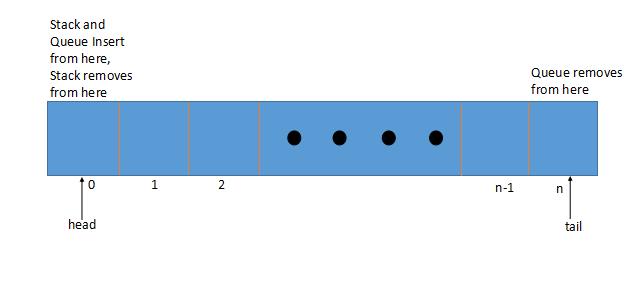 Stack and
Queue Insert
from here,
Stack removes
from here
Queue removes
from here
0
1
2
n-1
n
head
tail